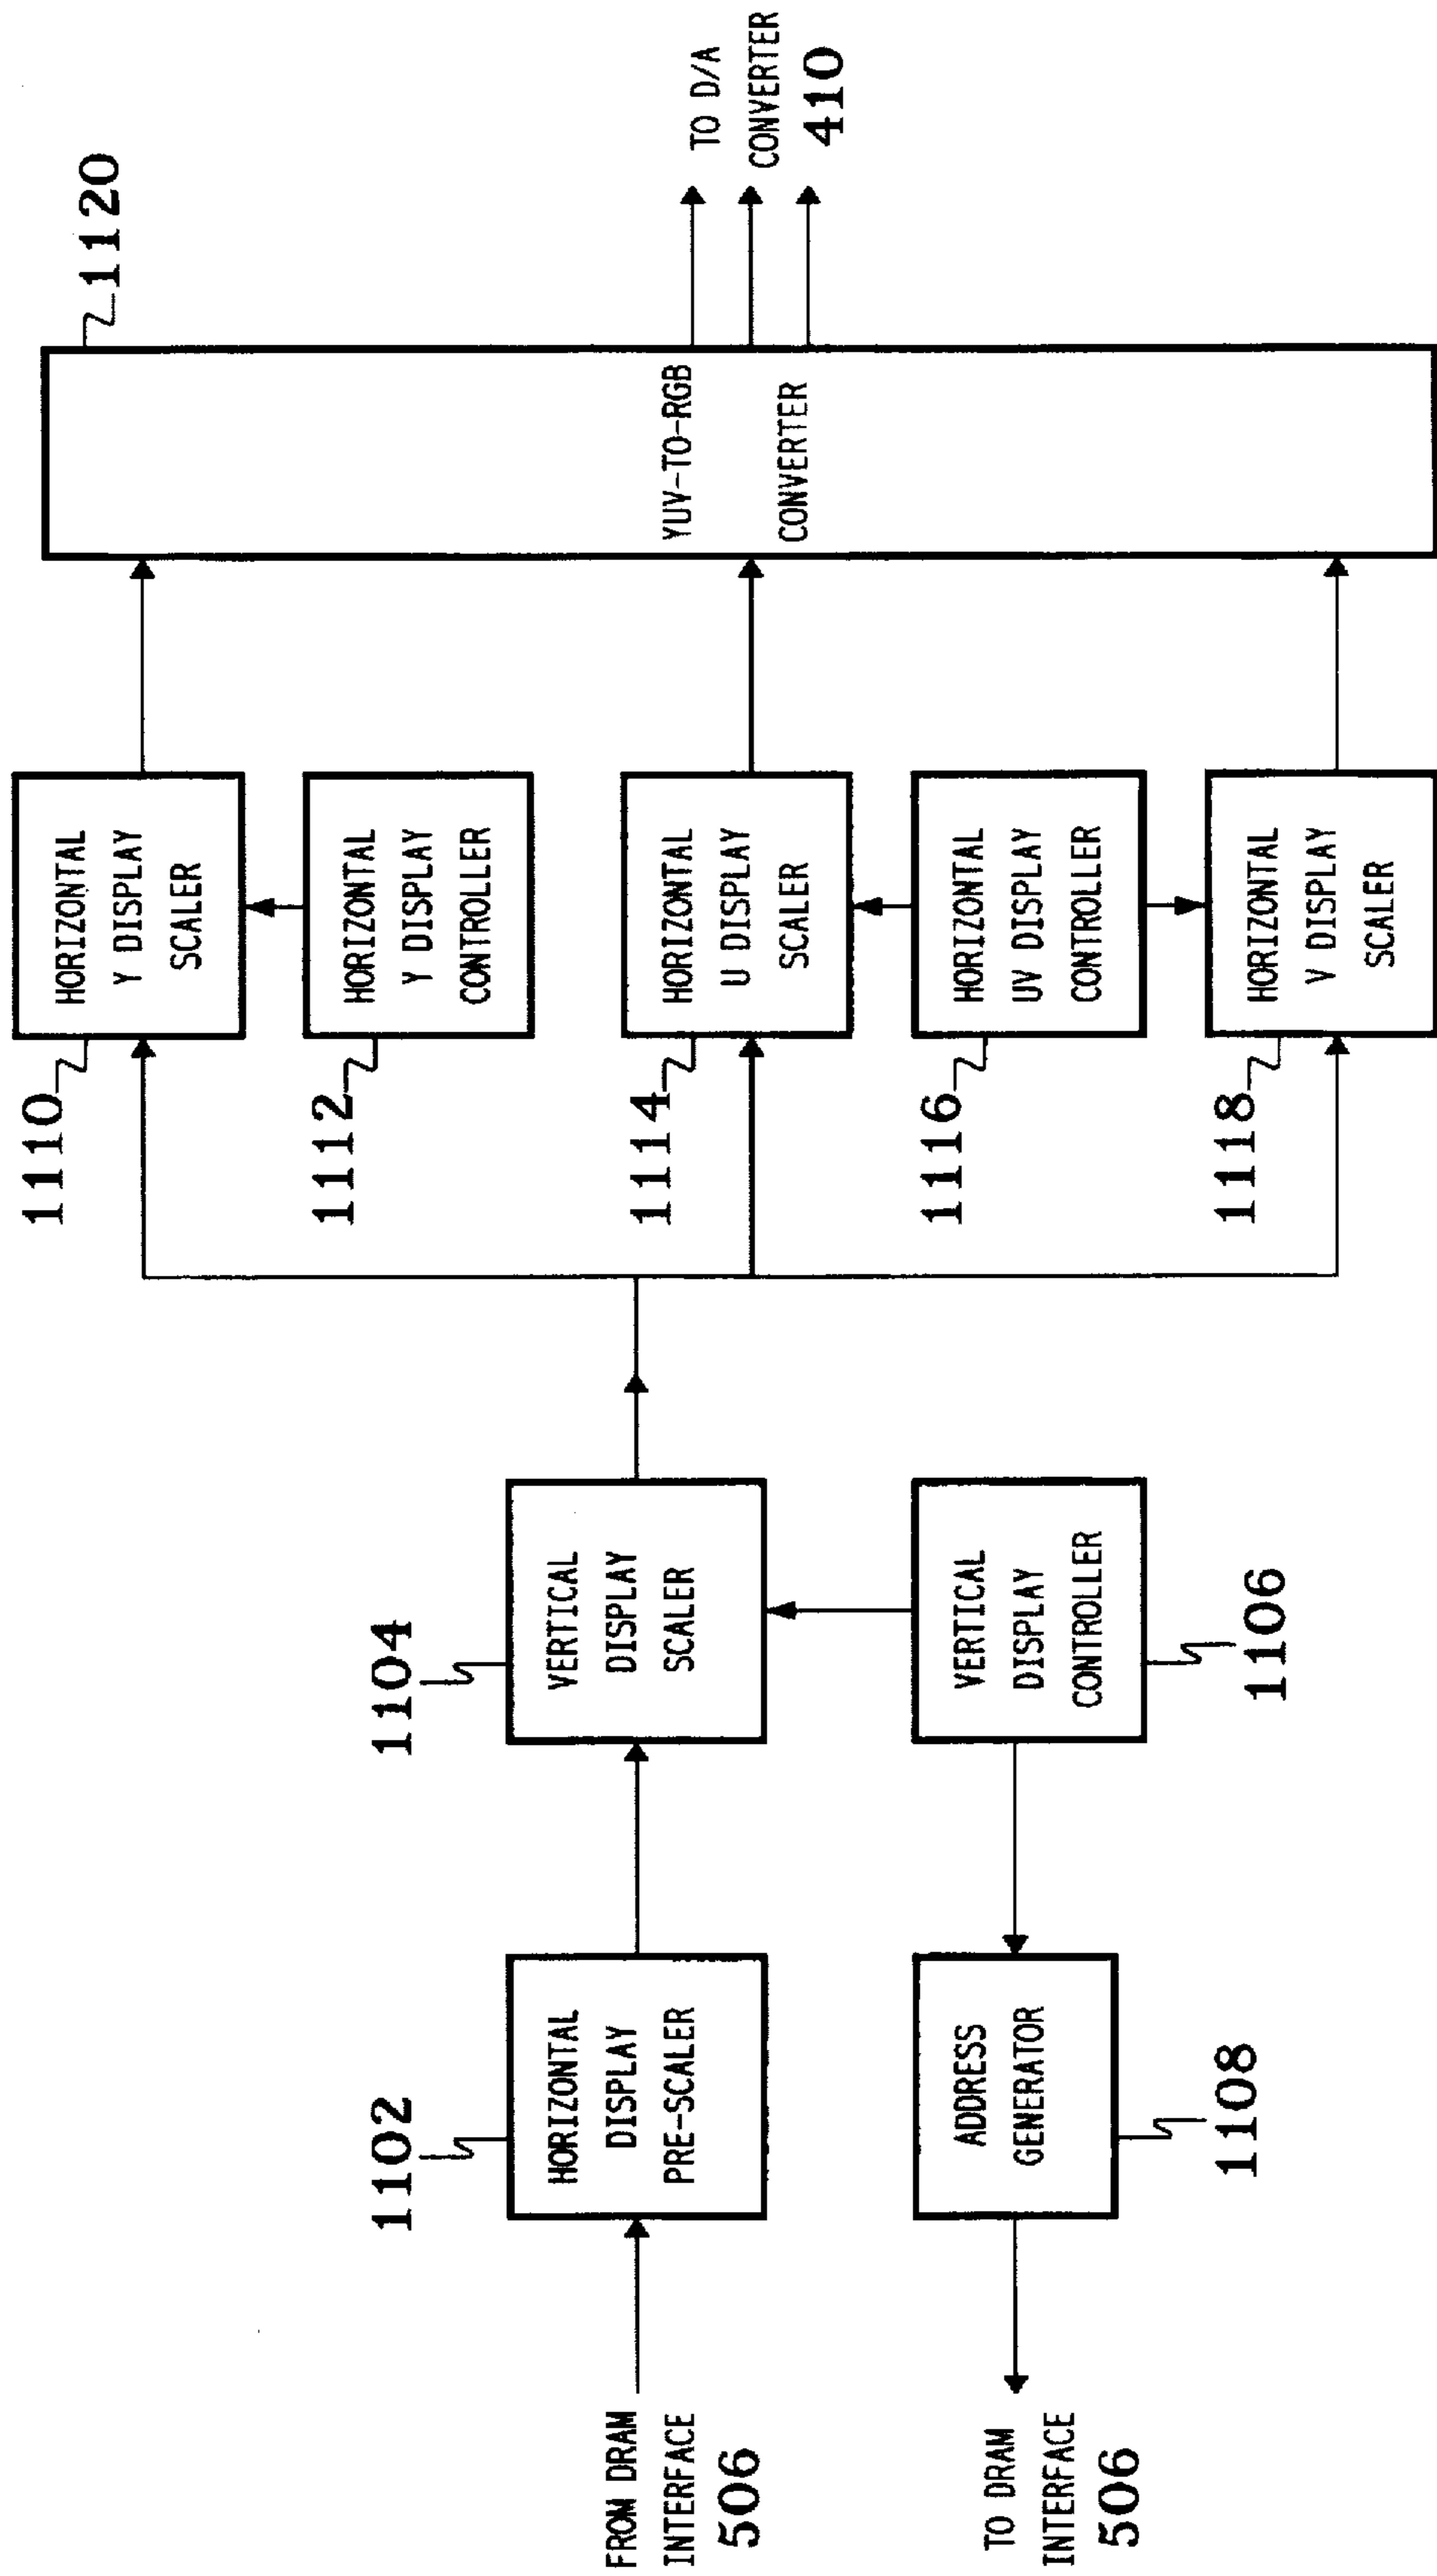 FROM DRAM
INTERFACE
506
1102
HORIZONTAL
DISPLAY
PRE-SCALER
1104
VERTICAL
DISPLAY
SCALER
TO DRAM
INTERFACE
506
ADDRESS
GENERATOR
1108
VERTICAL
DISPLAY
CONTROLLER
1106
1110
HORIZONTAL
Y DISPLAY
SCALER
1112
HORIZONTAL
Y DISPLAY
CONTROLLER
1114
HORIZONTAL
U DISPLAY
SCALER
1116
HORIZONTAL
UV DISPLAY
CONTROLLER
1118
HORIZONTAL
V DISPLAY
SCALER
1120
YUV-TO-RGB
CONVERTER
TO D/A
CONVERTER
410